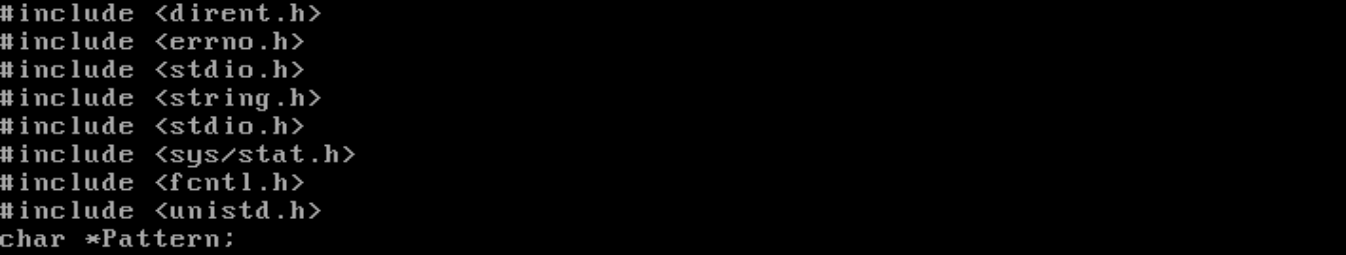 #include <dirent.h>
#include <errno.h>
#include <stdio.h>
#include <string.h>
#include <stdio.h>
#include <sys/stat.h>
#include <fcntl.h>
#include <unistd.h>
char *Pattern;